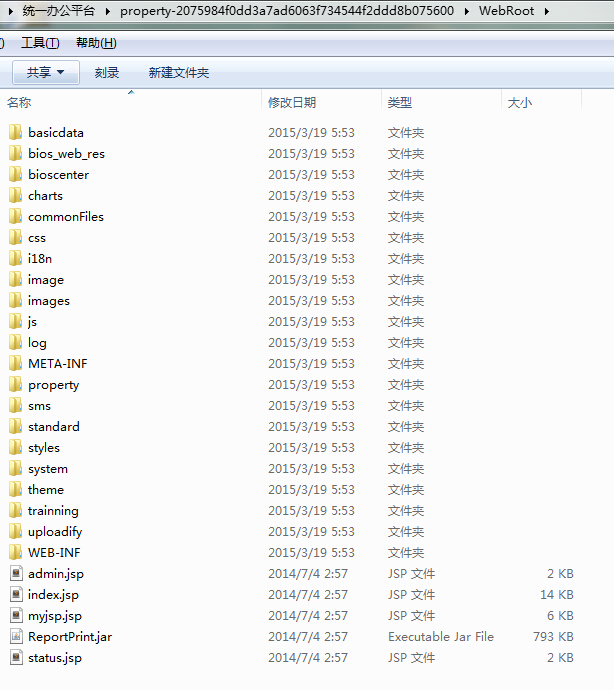 统一办公平台 ▸ property-2075984f0dd3a7ad6063f734544f2ddd8b075600 ▸ WebRoot ▸
) 工具(T) 帮助(H)
共享 刻录 新建文件夹
名称 修改日期 类型 大小
basicdata 2015/3/19 5:53 文件夹
bios_web_res 2015/3/19 5:53 文件夹
bioscenter 2015/3/19 5:53 文件夹
charts 2015/3/19 5:53 文件夹
commonFiles 2015/3/19 5:53 文件夹
css 2015/3/19 5:53 文件夹
i18n 2015/3/19 5:53 文件夹
image 2015/3/19 5:53 文件夹
images 2015/3/19 5:53 文件夹
js 2015/3/19 5:53 文件夹
log 2015/3/19 5:53 文件夹
META-INF 2015/3/19 5:53 文件夹
property 2015/3/19 5:53 文件夹
sms 2015/3/19 5:53 文件夹
standard 2015/3/19 5:53 文件夹
styles 2015/3/19 5:53 文件夹
system 2015/3/19 5:53 文件夹
theme 2015/3/19 5:53 文件夹
trainning 2015/3/19 5:53 文件夹
uploadify 2015/3/19 5:53 文件夹
WEB-INF 2015/3/19 5:53 文件夹
admin.jsp 2014/7/4 2:57 JSP 文件 2 KB
index.jsp 2014/7/4 2:57 JSP 文件 14 KB
myjsp.jsp 2014/7/4 2:57 JSP 文件 6 KB
ReportPrint.jar 2014/7/4 2:57 Executable Jar File 793 KB
status.jsp 2014/7/4 2:57 JSP 文件 2 KB